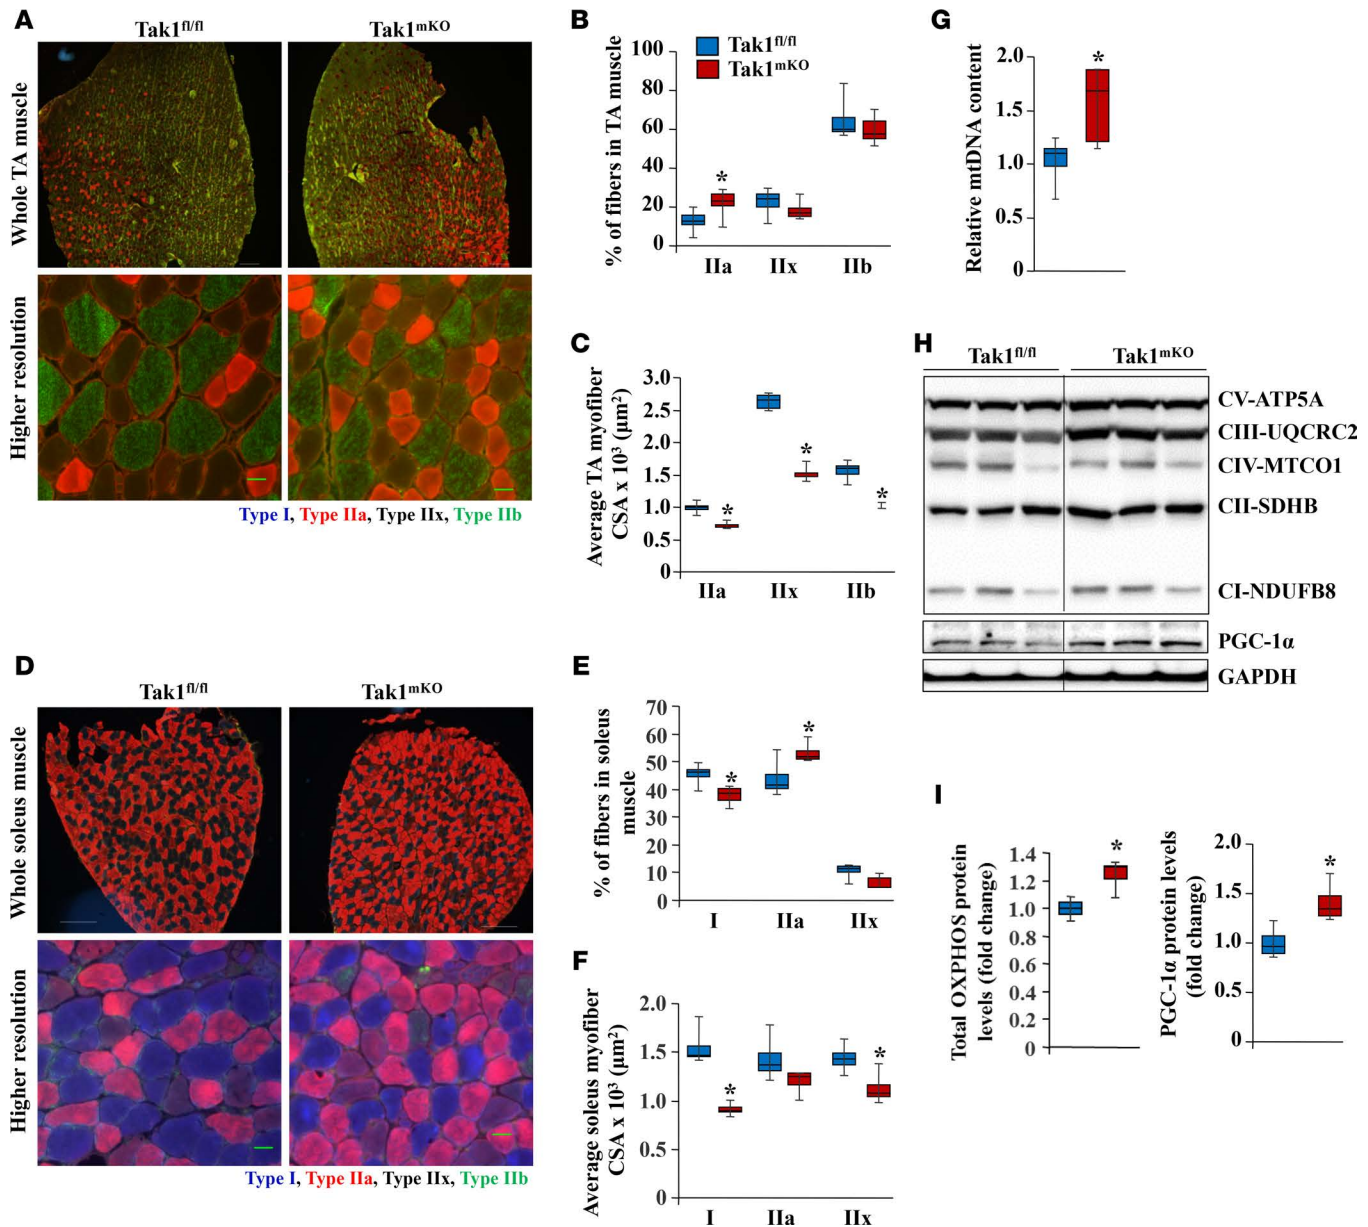 A
Tak1fl/fl
Tak1mKO
Whole TA muscle
Higher resolution
Type I, Type IIa, Type IIx, Type IIb
B
% of fibers in TA muscle
100
80
60
40
20
0
Tak1fl/fl
Tak1mKO
*
IIa
IIx
IIb
C
Average TA myofiber
CSA x 10³ (µm²)
3.0
2.5
2.0
1.5
1.0
0.5
0
*
*
*
IIa
IIx
IIb
D
Tak1fl/fl
Tak1mKO
Whole soleus muscle
Higher resolution
Type I, Type IIa, Type IIx, Type IIb
E
% of fibers in soleus
muscle
70
60
50
40
30
20
10
0
*
*
I
IIa
IIx
F
Average soleus myofiber
CSA x 10³ (µm²)
2.0
1.5
1.0
0.5
0
*
*
I
IIa
IIx
G
Relative mtDNA content
2.0
1.5
1.0
0.5
0
*
H
Tak1fl/fl
Tak1mKO
CV-ATP5A
CIII-UQCRC2
CIV-MTCO1
CII-SDHB
CI-NDUFB8
PGC-1α
GAPDH
I
Total OXPHOS protein
levels (fold change)
1.4
1.2
1.0
0.8
0.6
0.4
0.2
0
*
PGC-1α protein levels
(fold change)
2.0
1.5
1.0
0.5
0
*